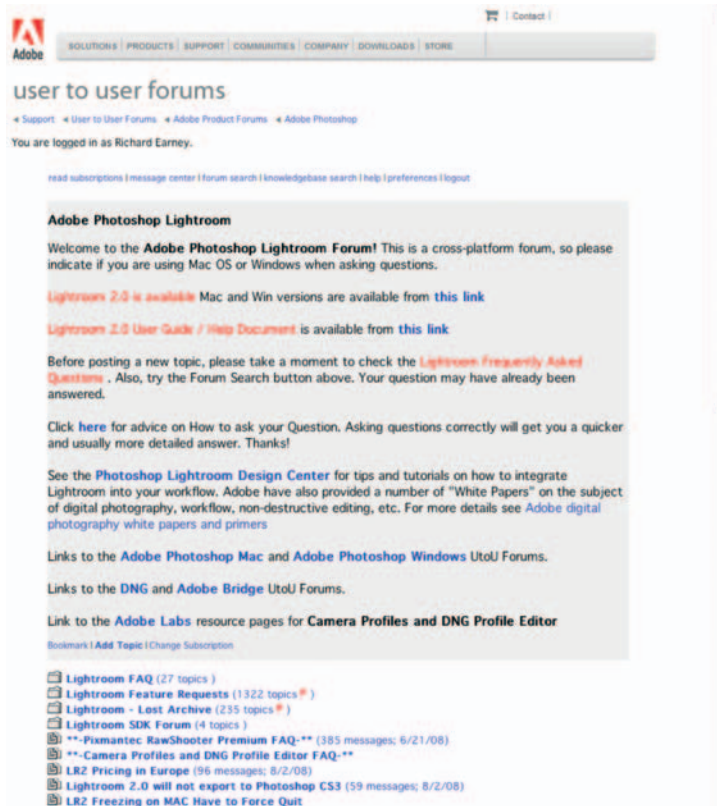 Contact |
Adobe
SOLUTIONS | PRODUCTS | SUPPORT | COMMUNITIES | COMPANY | DOWNLOADS | STORE
user to user forums
Support User to User Forums Adobe Product Forums Adobe Photoshop
You are logged in as Richard Earney.
read subscriptions | message center | forum search | knowledgebase search | help | preferences | logout
Adobe Photoshop Lightroom
Welcome to the Adobe Photoshop Lightroom Forum! This is a cross-platform forum, so please
indicate if you are using Mac OS or Windows when asking questions.
Lightroom 2.0 is available Mac and Win versions are available from this link
Lightroom 2.0 User Guide / Help Document is available from this link
Before posting a new topic, please take a moment to check the Lightroom Frequently Asked
Questions . Also, try the Forum Search button above. Your question may have already been
answered.
Click here for advice on How to ask your Question. Asking questions correctly will get you a quicker
and usually more detailed answer. Thanks!
See the Photoshop Lightroom Design Center for tips and tutorials on how to integrate
Lightroom into your workflow. Adobe have also provided a number of "White Papers" on the subject
of digital photography, workflow, non-destructive editing, etc. For more details see Adobe digital
photography white papers and primers
Links to the Adobe Photoshop Mac and Adobe Photoshop Windows UtoU Forums.
Links to the DNG and Adobe Bridge UtoU Forums.
Link to the Adobe Labs resource pages for Camera Profiles and DNG Profile Editor
Bookmark | Add Topic | Change Subscription
Lightroom FAQ (27 topics )
Lightroom Feature Requests (1322 topics )
Lightroom - Lost Archive (235 topics )
Lightroom SDK Forum (4 topics )
**-Pixmantec RawShooter Premium FAQ-** (385 messages; 6/21/08)
**-Camera Profiles and DNG Profile Editor FAQ-**
LR2 Pricing in Europe (96 messages; 8/2/08)
Lightroom 2.0 will not export to Photoshop CS3 (59 messages; 8/2/08)
LR2 Freezing on MAC Have to Force Quit